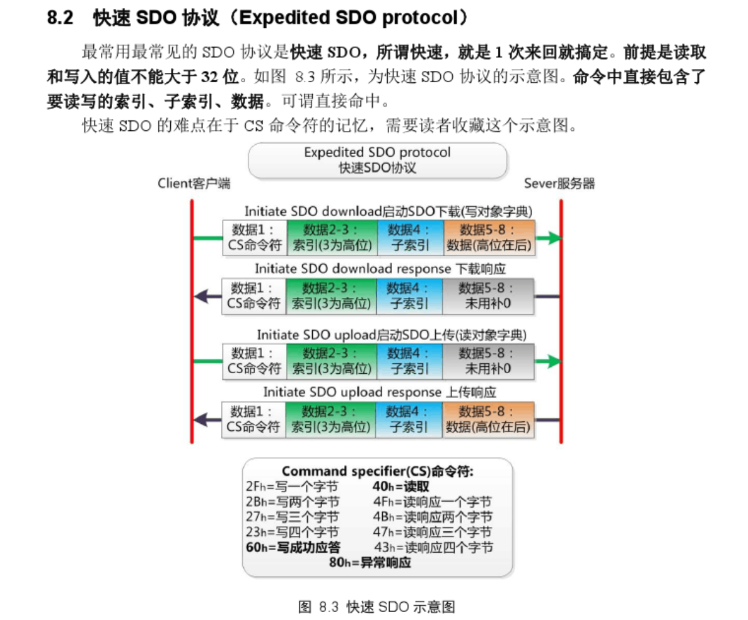 8.2 快速 SDO 协议（Expedited SDO protocol）
最常用最常见的 SDO 协议是快速 SDO，所谓快速，就是 1 次来回就搞定。前提是读取
和写入的值不能大于 32 位。如图 8.3 所示，为快速 SDO 协议的示意图。命令中直接包含了
要读写的索引、子索引、数据。可谓直接命中。
快速 SDO 的难点在于 CS 命令符的记忆，需要读者收藏这个示意图。
Expedited SDO protocol
快速SDO协议
Client客户端 Sever服务器
Initiate SDO download启动SDO下载(写对象字典)
数据1： 数据2-3： 数据4： 数据5-8：
CS命令符 索引(3为高位) 子索引 数据(高位在后)
Initiate SDO download response 下载响应
数据1： 数据2-3： 数据4： 数据5-8：
CS命令符 索引(3为高位) 子索引 未用补0
Initiate SDO upload启动SDO上传(读对象字典)
数据1： 数据2-3： 数据4： 数据5-8：
CS命令符 索引(3为高位) 子索引 未用补0
Initiate SDO upload response 上传响应
数据1： 数据2-3： 数据4： 数据5-8：
CS命令符 索引(3为高位) 子索引 数据(高位在后)
Command specifier(CS)命令符:
2Fh=写一个字节 40h=读取
2Bh=写两个字节 4Fh=读响应一个字节
27h=写三个字节 4Bh=读响应两个字节
23h=写四个字节 47h=读响应三个字节
60h=写成功应答 43h=读响应四个字节
80h=异常响应
图 8.3 快速 SDO 示意图